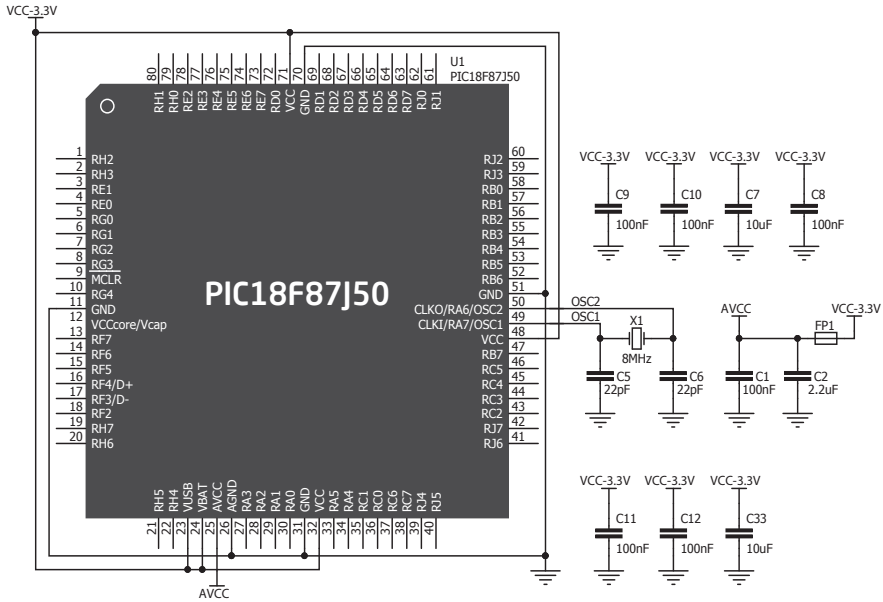 VCC-3.3V
U1
PIC18F87J50
80 79 78 77 76 75 74 73 72 71 70 69 68 67 66 65 64 63 62 61
RH1 RH0 RE2 RE3 RE4 RE5 RE6 RE7 RD0 VCC GND RD1 RD2 RD3 RD4 RD5 RD6 RD7 RJ0 RJ1
1 RH2
2 RH3
3 RE1
4 RE0
5 RG0
6 RG1
7 RG2
8 RG3
9 MCLR
10 RG4
11 GND
12 VCCcore/Vcap
13 RF7
14 RF6
15 RF5
16 RF4/D+
17 RF3/D-
18 RF2
19 RH7
20 RH6
PIC18F87J50
RJ2 60
RJ3 59
RB0 58
RB1 57
RB2 56
RB3 55
RB4 54
RB5 53
RB6 52
GND 51
CLKO/RA6/OSC2 50
CLKI/RA7/OSC1 49
VCC 48
RB7 47
RC5 46
RC4 45
RC3 44
RC2 43
RJ7 42
RJ6 41
RH5 RH4 VUSB VBAT AVCC AGND RA3 RA2 RA1 RA0 GND VCC RA5 RA4 RC1 RC0 RC6 RC7 RJ4 RJ5
21 22 23 24 25 26 27 28 29 30 31 32 33 34 35 36 37 38 39 40
AVCC
OSC2
OSC1
X1
8MHz
C5
22pF
C6
22pF
VCC-3.3V VCC-3.3V VCC-3.3V VCC-3.3V
C9 C10 C7 C8
100nF 100nF 10uF 100nF
AVCC VCC-3.3V
FP1
C1 C2
100nF 2.2uF
VCC-3.3V VCC-3.3V VCC-3.3V
C11 C12 C33
100nF 100nF 10uF